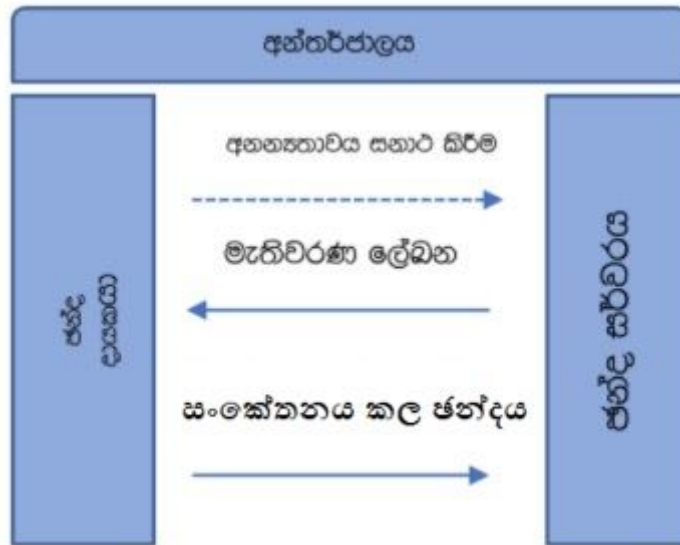 අන්තර්ජාලය
අනන්‍යතාවය සනාථ කිරීම
මැතිවරණ ලේඛන
ඡන්ද
දායකයා
ඡන්ද සර්වරය
සංකේතනය කල ඡන්දය